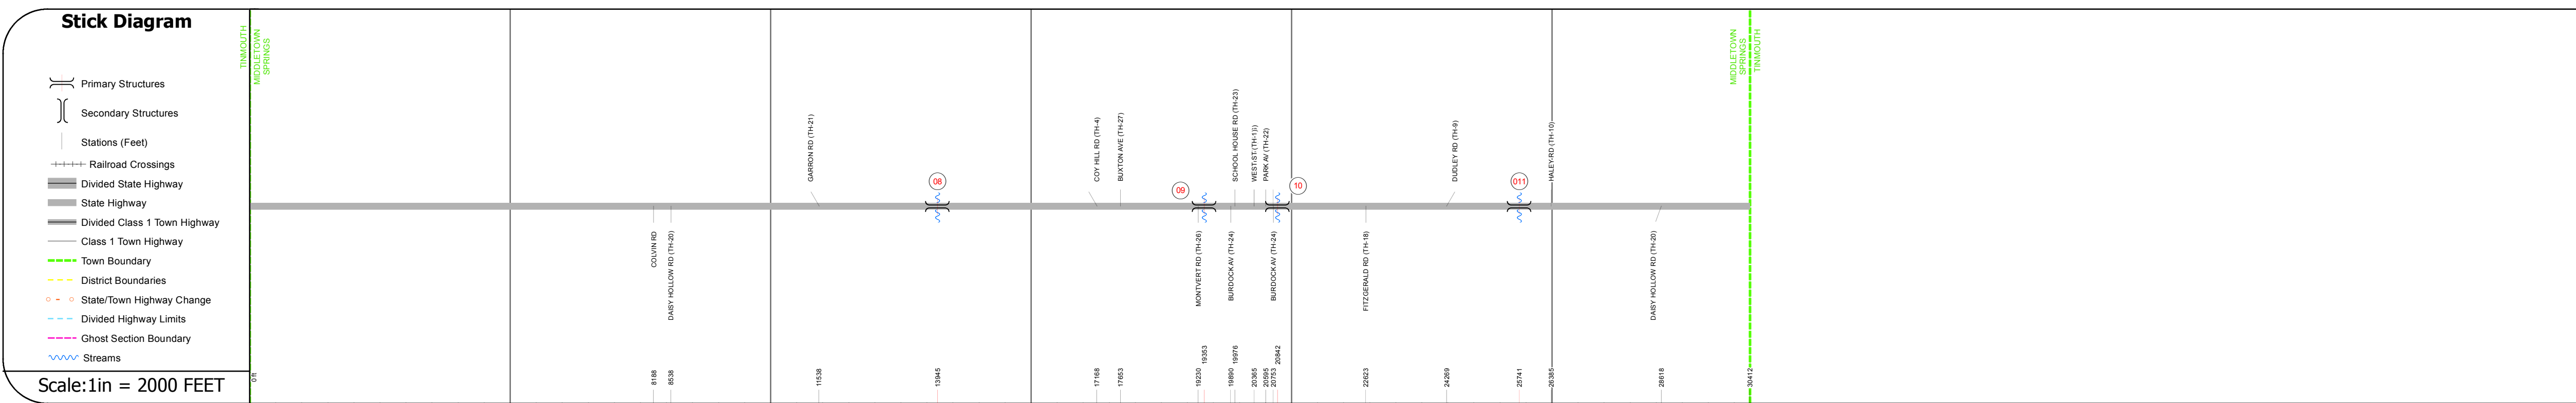 Stick Diagram
Primary Structures
Secondary Structures
Stations (Feet)
Railroad Crossings
Divided State Highway
State Highway
Divided Class 1 Town Highway
Class 1 Town Highway
Town Boundary
District Boundaries
State/Town Highway Change
Divided Highway Limits
Ghost Section Boundary
Streams
Scale:1in = 2000 FEET
TINMOUTH
MIDDLETOWN
SPRINGS
COLVIN RD
DAISY HOLLOW RD (TH-20)
GARRON RD (TH-21)
08
COY HILL RD (TH-4)
BUXTON AVE (TH-27)
09
MONTVERT RD (TH-26)
BURDOCK AV (TH-24)
SCHOOL HOUSE RD (TH-23)
WEST ST
PARK AV (TH-22)
BURDOCK AV (TH-24)
10
FITZGERALD RD (TH-18)
DUDLEY RD (TH-9)
011
HALEY RD (TH-10)
DAISY HOLLOW RD (TH-20)
MIDDLETOWN
SPRINGS
TINMOUTH
0 ft
8188
8538
11538
13945
17168
17653
19230
19353
19890
19976
20365
20595
20753
20842
22623
24269
25741
26385
28618
30412